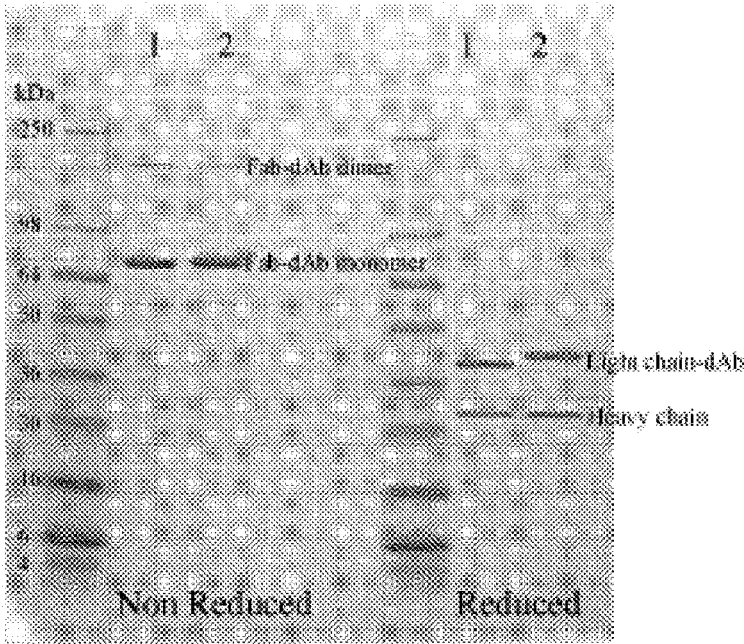 1 2 1 2
kDa
250
Fab-dAb dimer
98
Fab-dAb monomer
64
50
36
Light chain-dAb
30
Heavy chain
16
6
4
Non Reduced Reduced